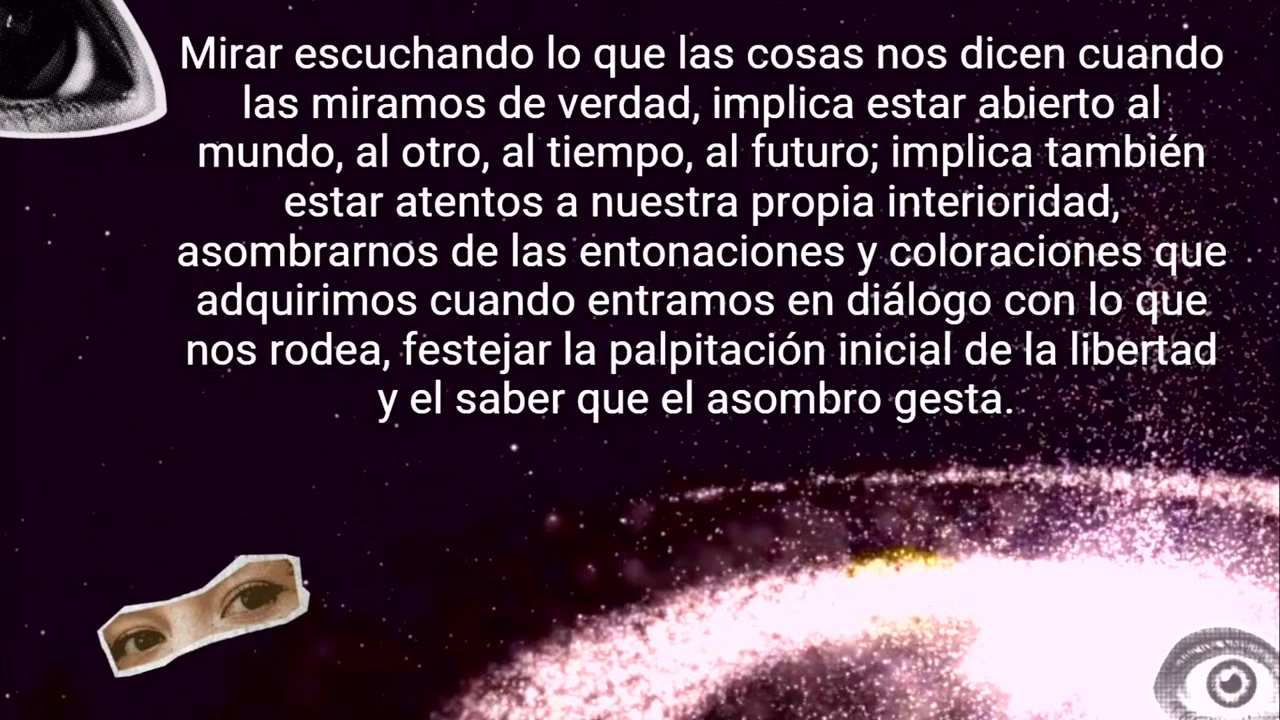 Mirar escuchando lo que las cosas nos dicen cuando
las miramos de verdad, implica estar abierto al
mundo, al otro, al tiempo, al futuro; implica también
estar atentos a nuestra propia interioridad,
asombrarnos de las entonaciones y coloraciones que
adquirimos cuando entramos en diálogo con lo que
nos rodea, festejar la palpitación inicial de la libertad
y el saber que el asombro gesta.